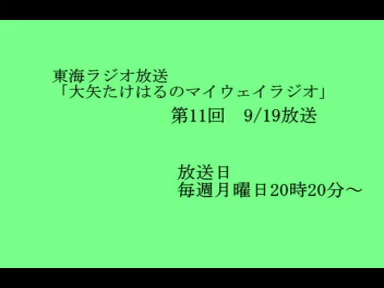 東海ラジオ放送
「大矢たけはるのマイウェイラジオ」
第11回　9/19放送
放送日
毎週月曜日20時20分～